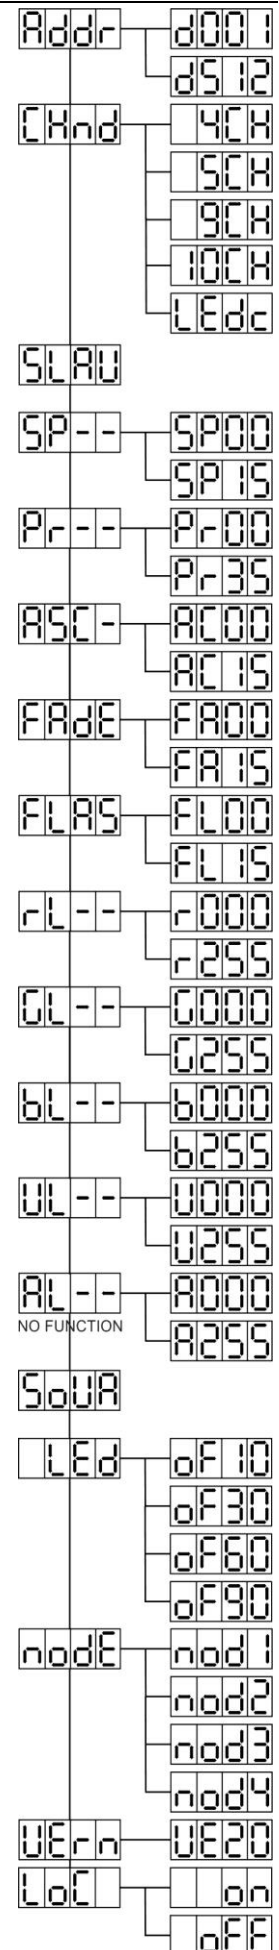 Addr d001
dS12
CHnd 4CH
5CH
9CH
10CH
LEdc
SLAU
SP-- SP00
SP15
Pr-- Pr00
Pr35
ASC- AC00
AC15
FAdE FA00
FA15
FLAS FL00
FL15
rL-- r000
r255
GL-- G000
G255
bL-- b000
b255
UL-- U000
U255
AL-- A000
NO FUNCTION
A255
SoUA
LEd oF10
oF30
oF60
oF90
nodE nod1
nod2
nod3
nod4
UErn UE20
LoC on
oFF